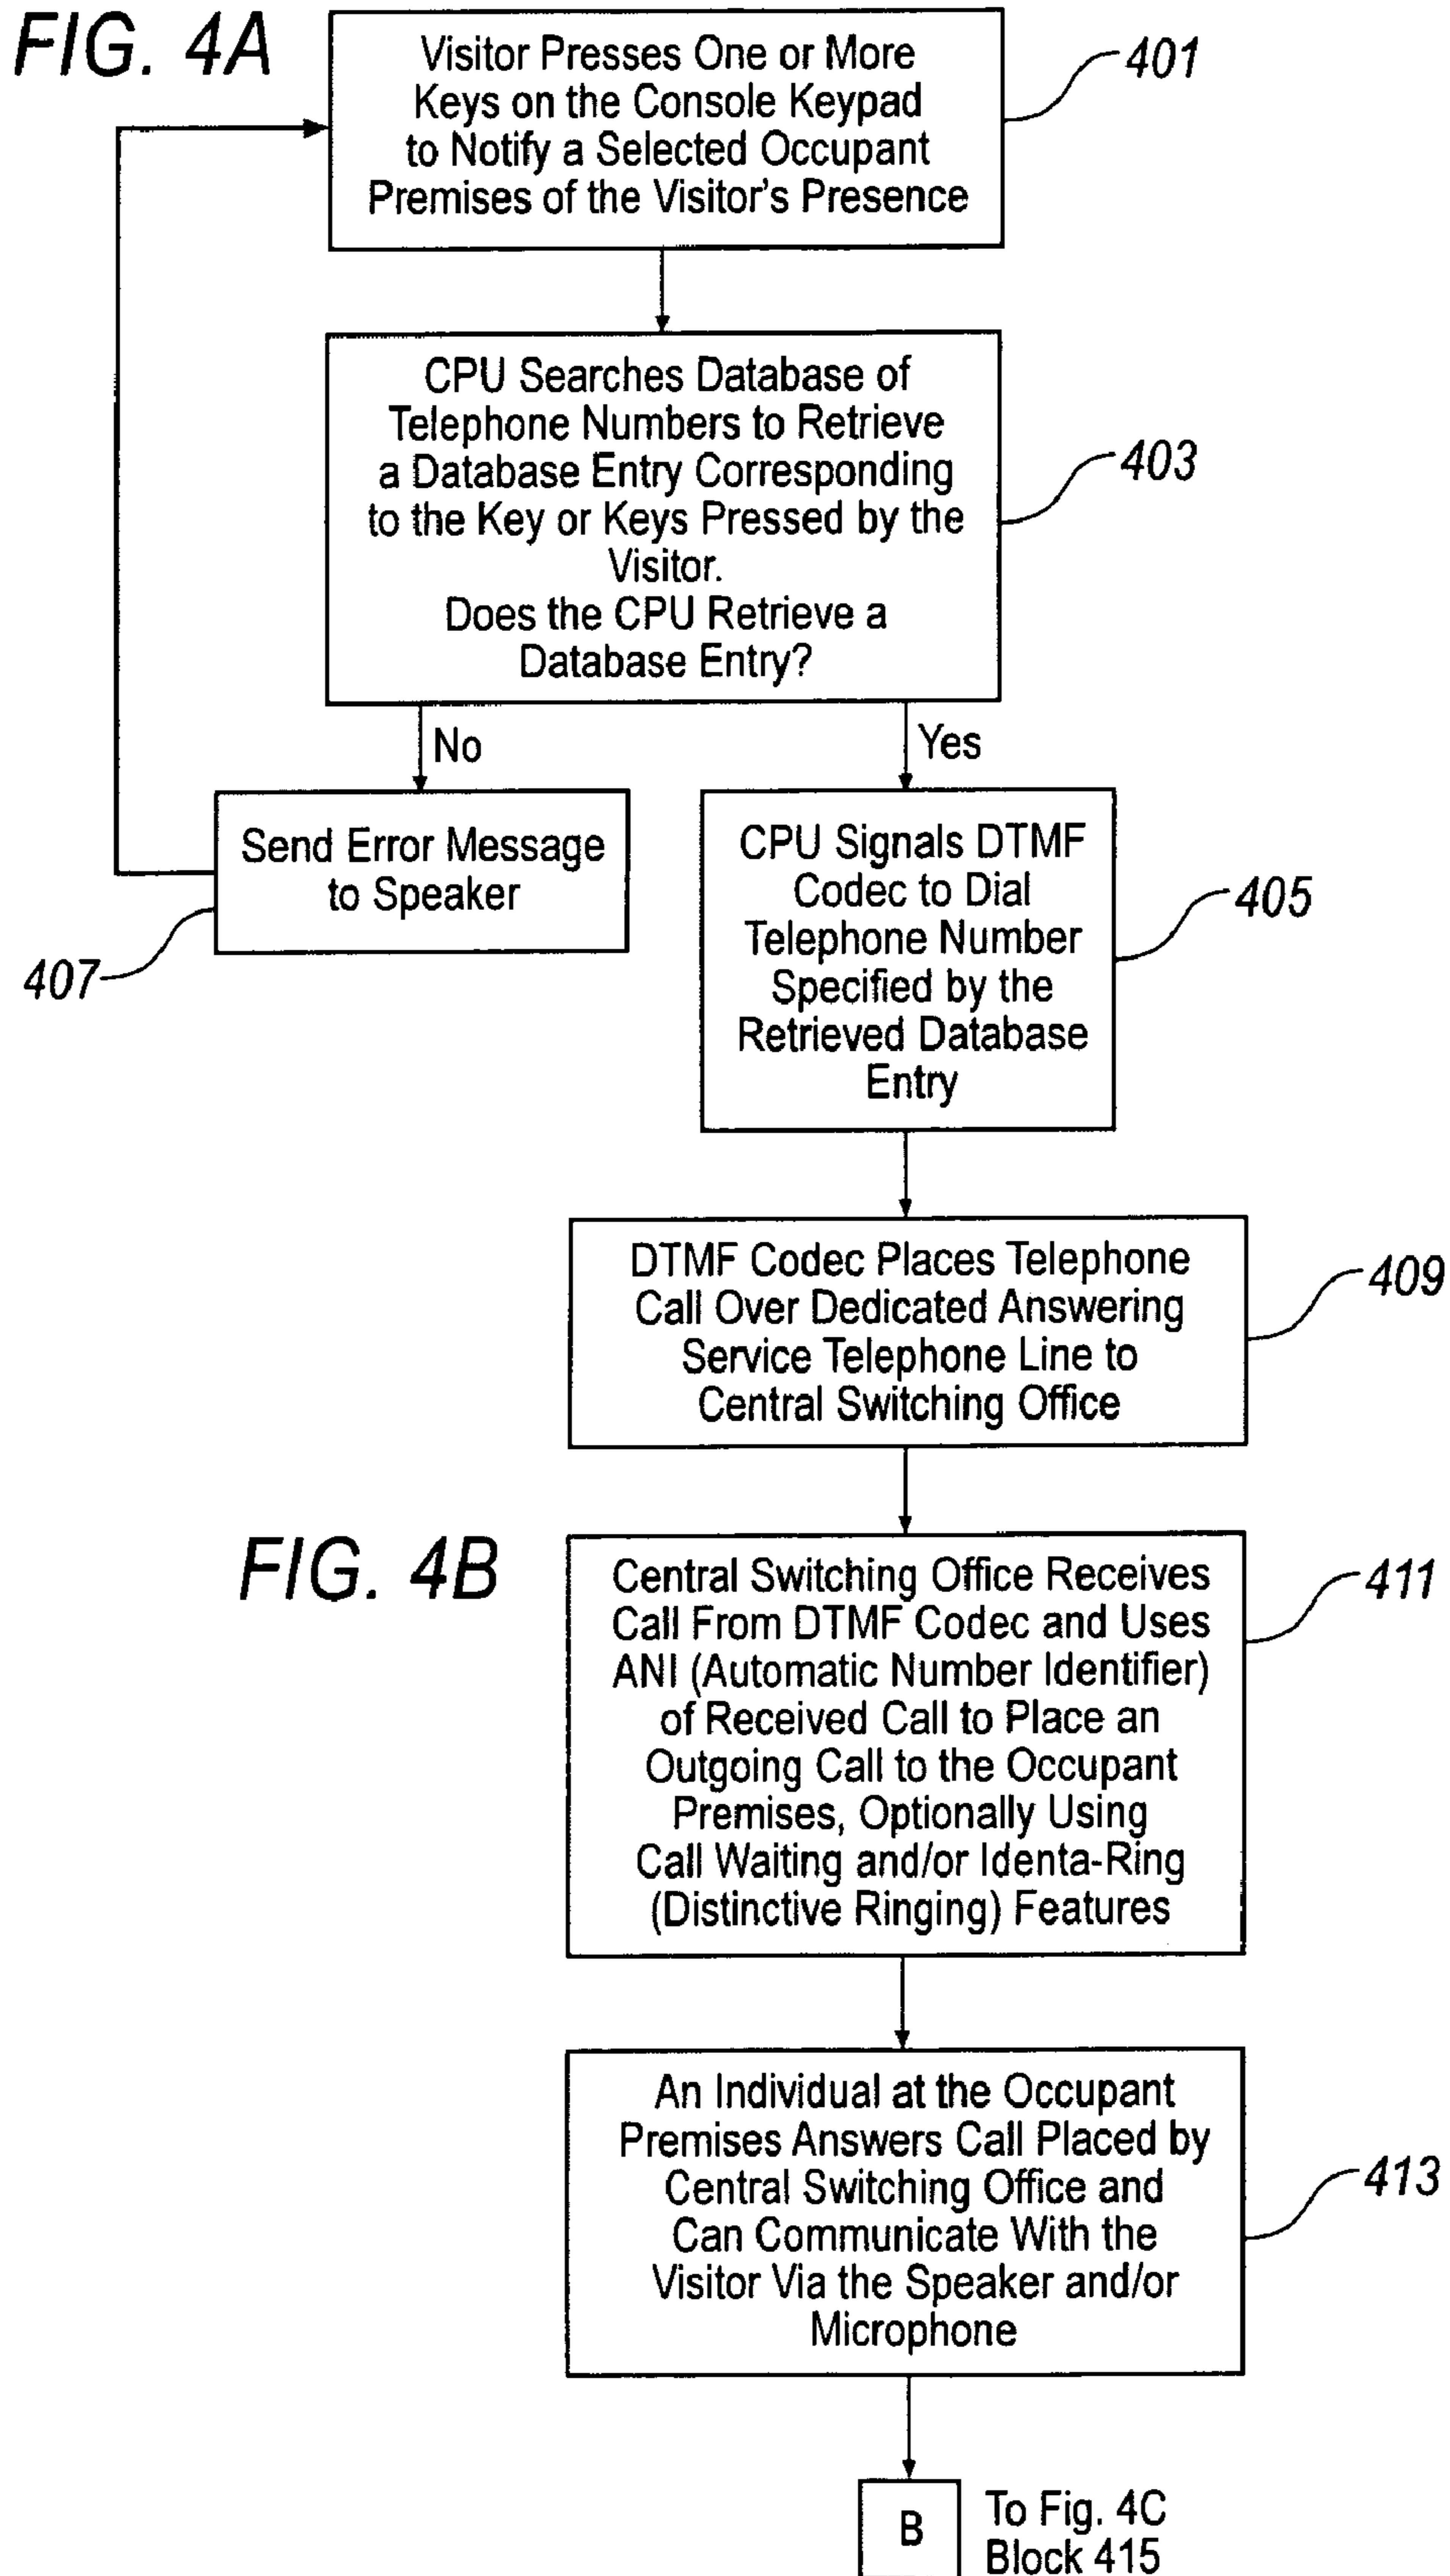 FIG. 4A
Visitor Presses One or More
Keys on the Console Keypad
to Notify a Selected Occupant
Premises of the Visitor's Presence
401
CPU Searches Database of
Telephone Numbers to Retrieve
a Database Entry Corresponding
to the Key or Keys Pressed by the
Visitor.
Does the CPU Retrieve a
Database Entry?
403
No
Yes
Send Error Message
to Speaker
407
CPU Signals DTMF
Codec to Dial
Telephone Number
Specified by the
Retrieved Database
Entry
405
DTMF Codec Places Telephone
Call Over Dedicated Answering
Service Telephone Line to
Central Switching Office
409
FIG. 4B
Central Switching Office Receives
Call From DTMF Codec and Uses
ANI (Automatic Number Identifier)
of Received Call to Place an
Outgoing Call to the Occupant
Premises, Optionally Using
Call Waiting and/or Identa-Ring
(Distinctive Ringing) Features
411
An Individual at the Occupant
Premises Answers Call Placed by
Central Switching Office and
Can Communicate With the
Visitor Via the Speaker and/or
Microphone
413
B
To Fig. 4C
Block 415